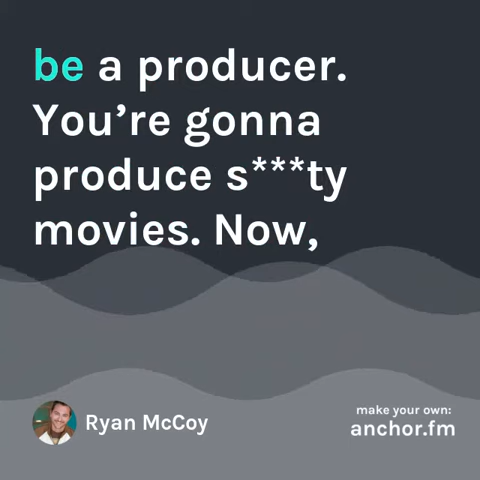 be a producer.
You’re gonna
produce s***ty
movies. Now,
Ryan McCoy
make your own:
anchor.fm